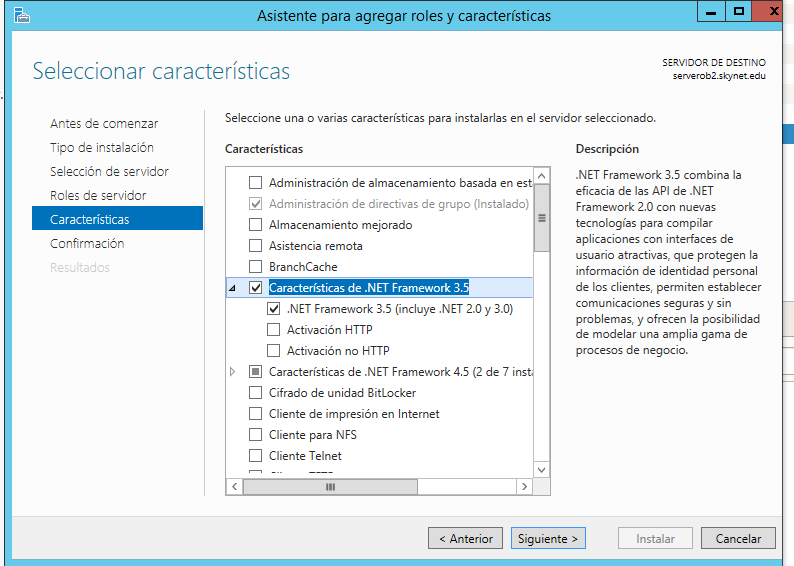 Asistente para agregar roles y características
Seleccionar características
SERVIDOR DE DESTINO
serverob2.skynet.edu
Antes de comenzar
Tipo de instalación
Selección de servidor
Roles de servidor
Características
Confirmación
Resultados
Seleccione una o varias características para instalarlas en el servidor seleccionado.
Características
Administración de almacenamiento basada en est
Administración de directivas de grupo (Instalado)
Almacenamiento mejorado
Asistencia remota
BranchCache
Características de .NET Framework 3.5
.NET Framework 3.5 (incluye .NET 2.0 y 3.0)
Activación HTTP
Activación no HTTP
Características de .NET Framework 4.5 (2 de 7 insta
Cifrado de unidad BitLocker
Cliente de impresión en Internet
Cliente para NFS
Cliente Telnet
Descripción
.NET Framework 3.5 combina la
eficacia de las API de .NET
Framework 2.0 con nuevas
tecnologías para compilar
aplicaciones con interfaces de
usuario atractivas, que protegen la
información de identidad personal
de los clientes, permiten establecer
comunicaciones seguras y sin
problemas, y ofrecen la posibilidad
de modelar una amplia gama de
procesos de negocio.
< Anterior
Siguiente >
Instalar
Cancelar